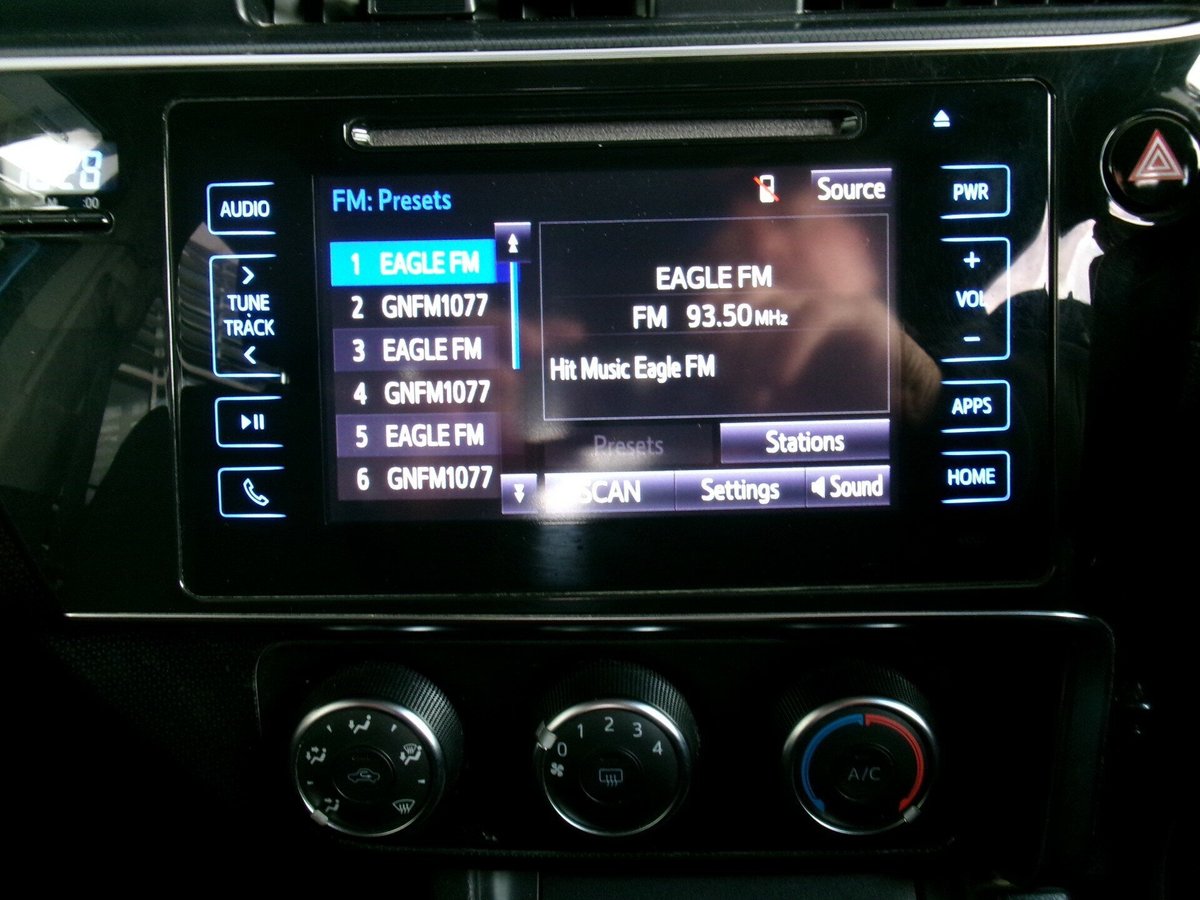 28
:00
AUDIO
TUNE
TRACK
FM: Presets
Source
1 EAGLE FM
2 GNFM1077
3 EAGLE FM
4 GNFM1077
5 EAGLE FM
6 GNFM1077
EAGLE FM
FM 93.50 MHz
Hit Music Eagle FM
Presets
Stations
SCAN
Settings
Sound
PWR
+
VOL
-
APPS
HOME
0 1 2 3 4
A/C